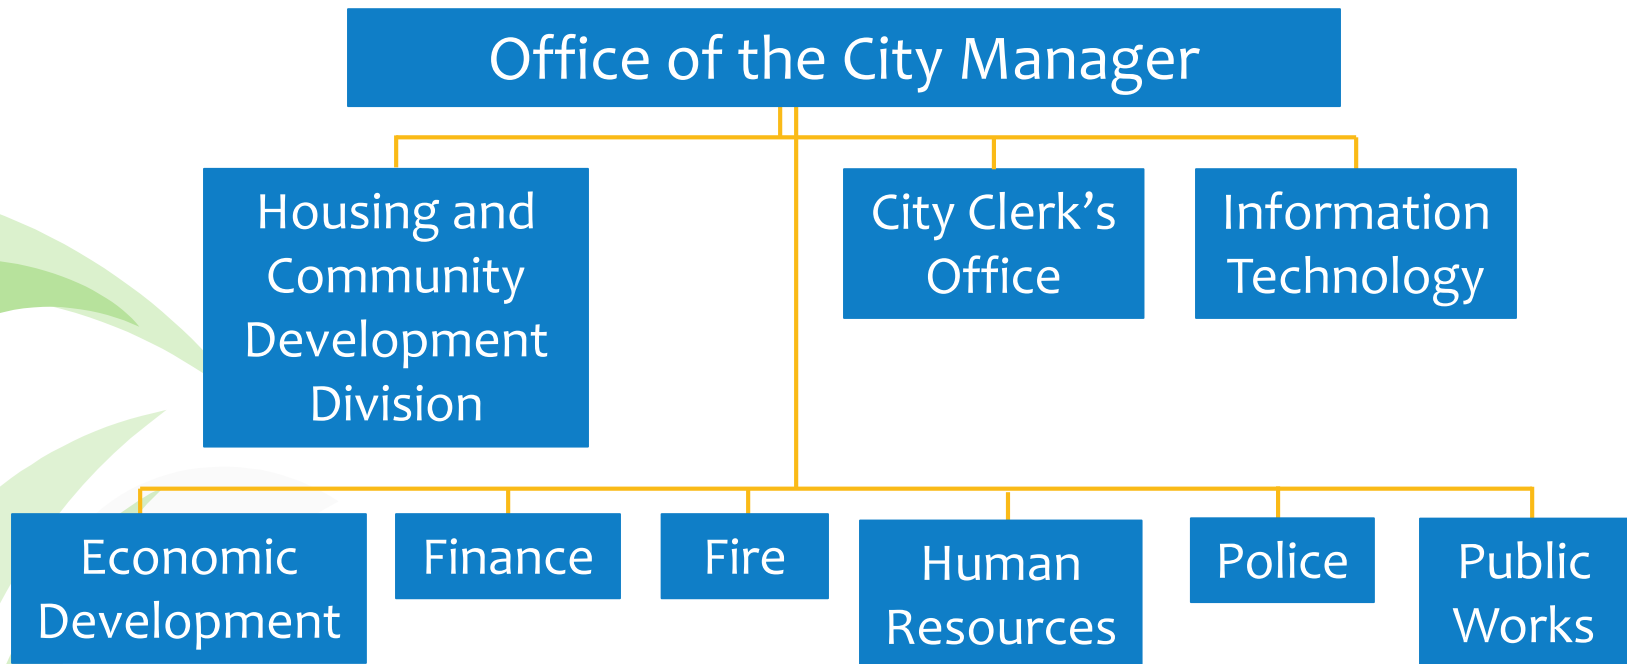 Office of the City Manager
Housing and
Community
Development
Division
City Clerk’s
Office
Information
Technology
Economic
Development
Finance
Fire
Human
Resources
Police
Public
Works